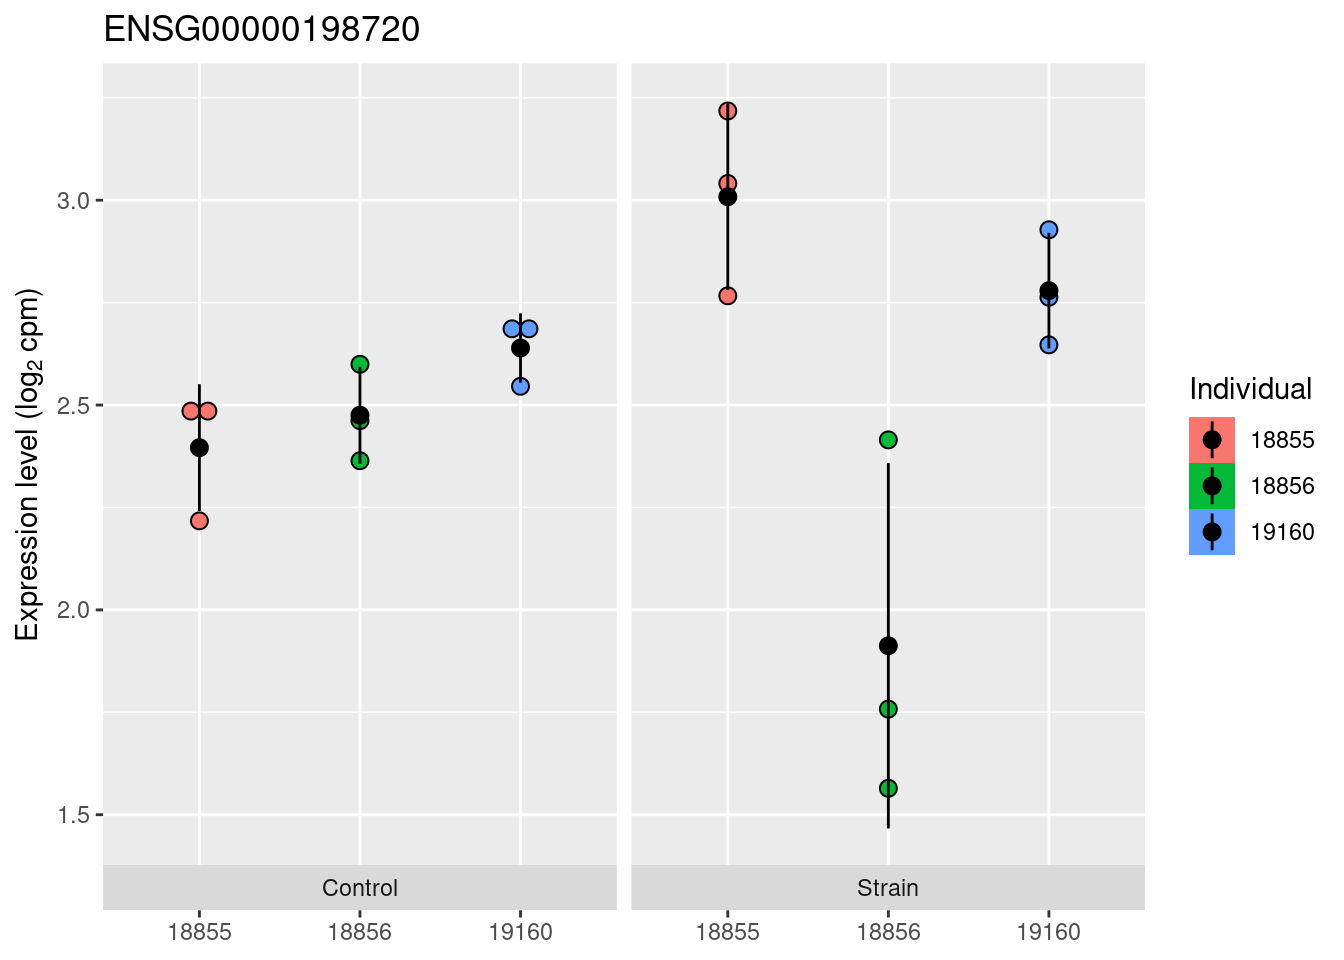 ENSG00000198720
Expression level (log2 cpm)
3.0
2.5
2.0
1.5
Control
Strain
18855
18856
19160
18855
18856
19160
Individual
18855
18856
19160